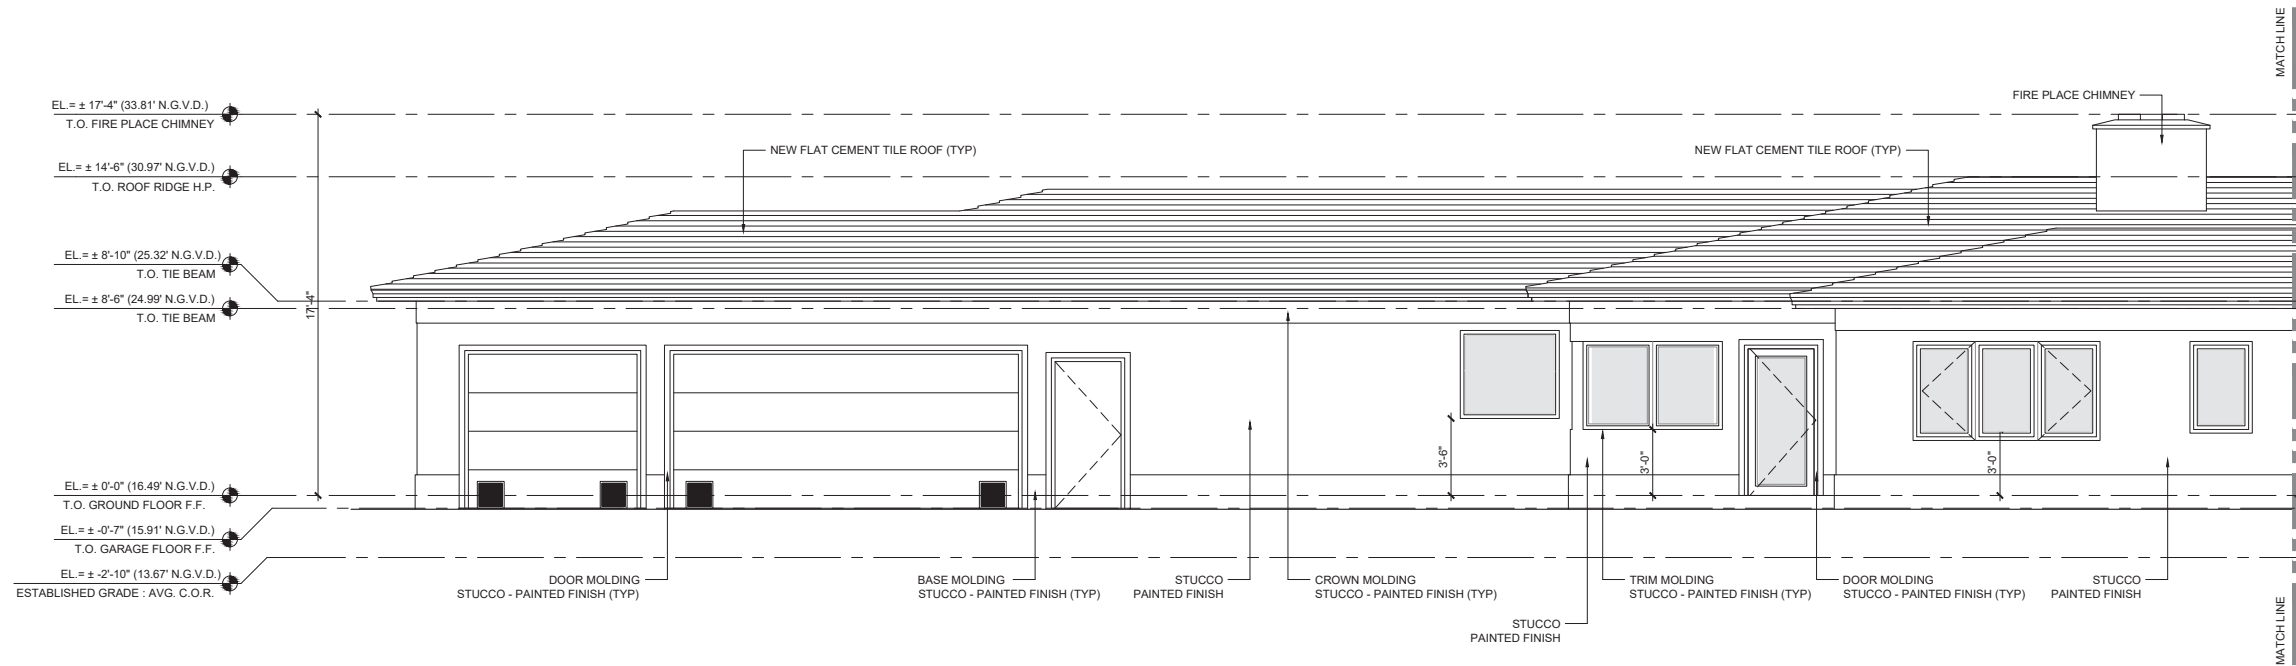 MATCH LINE
EL.= ± 17'-4" (33.81' N.G.V.D.)
T.O. FIRE PLACE CHIMNEY
FIRE PLACE CHIMNEY
NEW FLAT CEMENT TILE ROOF (TYP)
NEW FLAT CEMENT TILE ROOF (TYP)
EL.= ± 14'-6" (30.97' N.G.V.D.)
T.O. ROOF RIDGE H.P.
EL.= ± 8'-10" (25.32' N.G.V.D.)
T.O. TIE BEAM
EL.= ± 8'-6" (24.99' N.G.V.D.)
T.O. TIE BEAM
17'-4"
3'-6"
3'-0"
3'-0"
EL.= ± 0'-0" (16.49' N.G.V.D.)
T.O. GROUND FLOOR F.F.
EL.= ± -0'-7" (15.91' N.G.V.D.)
T.O. GARAGE FLOOR F.F.
EL.= ± -2'-10" (13.67' N.G.V.D.)
ESTABLISHED GRADE : AVG. C.O.R.
DOOR MOLDING
STUCCO - PAINTED FINISH (TYP)
BASE MOLDING
STUCCO - PAINTED FINISH (TYP)
STUCCO
PAINTED FINISH
CROWN MOLDING
STUCCO - PAINTED FINISH (TYP)
STUCCO
PAINTED FINISH
TRIM MOLDING
STUCCO - PAINTED FINISH (TYP)
DOOR MOLDING
STUCCO - PAINTED FINISH (TYP)
STUCCO
PAINTED FINISH
MATCH LINE